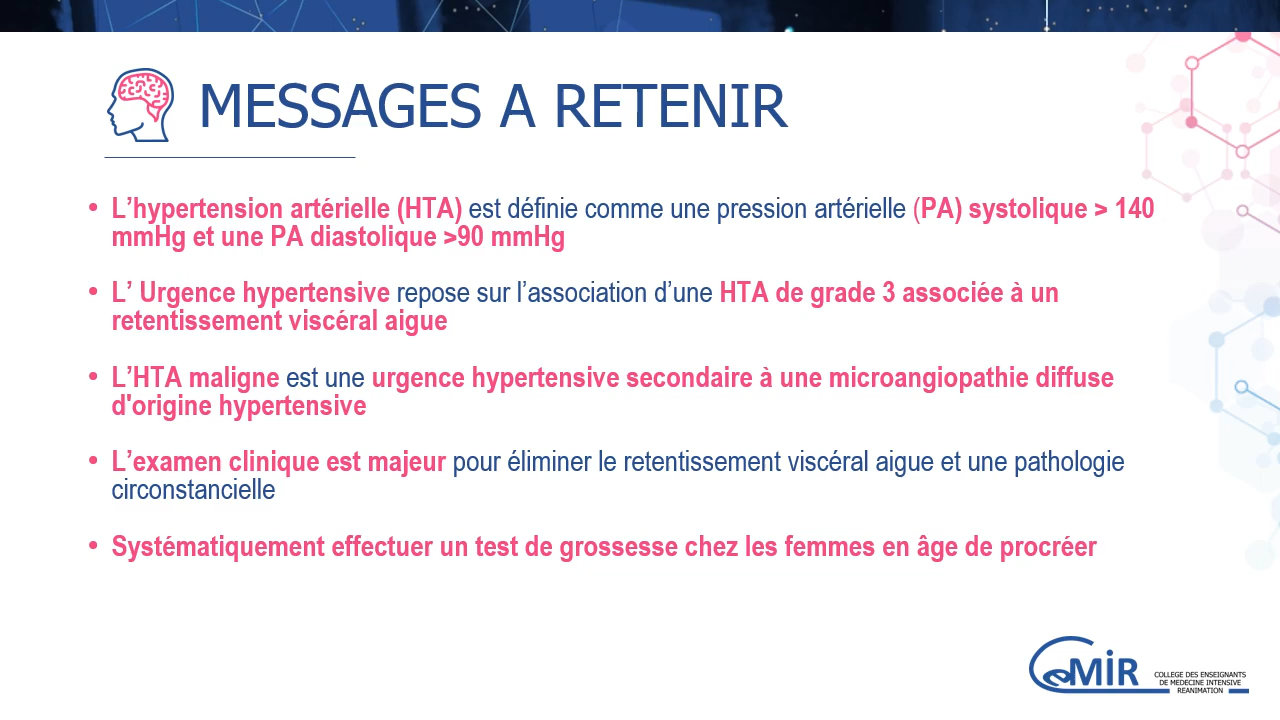 MESSAGES A RETENIR
• L’hypertension artérielle (HTA) est définie comme une pression artérielle (PA) systolique > 140
mmHg et une PA diastolique >90 mmHg
• L’ Urgence hypertensive repose sur l’association d’une HTA de grade 3 associée à un
retentissement viscéral aigue
• L’HTA maligne est une urgence hypertensive secondaire à une microangiopathie diffuse
d'origine hypertensive
• L’examen clinique est majeur pour éliminer le retentissement viscéral aigue et une pathologie
circonstancielle
• Systématiquement effectuer un test de grossesse chez les femmes en âge de procréer
CeMIR
COLLEGE DES ENSEIGNANTS
DE MEDECINE INTENSIVE
REANIMATION